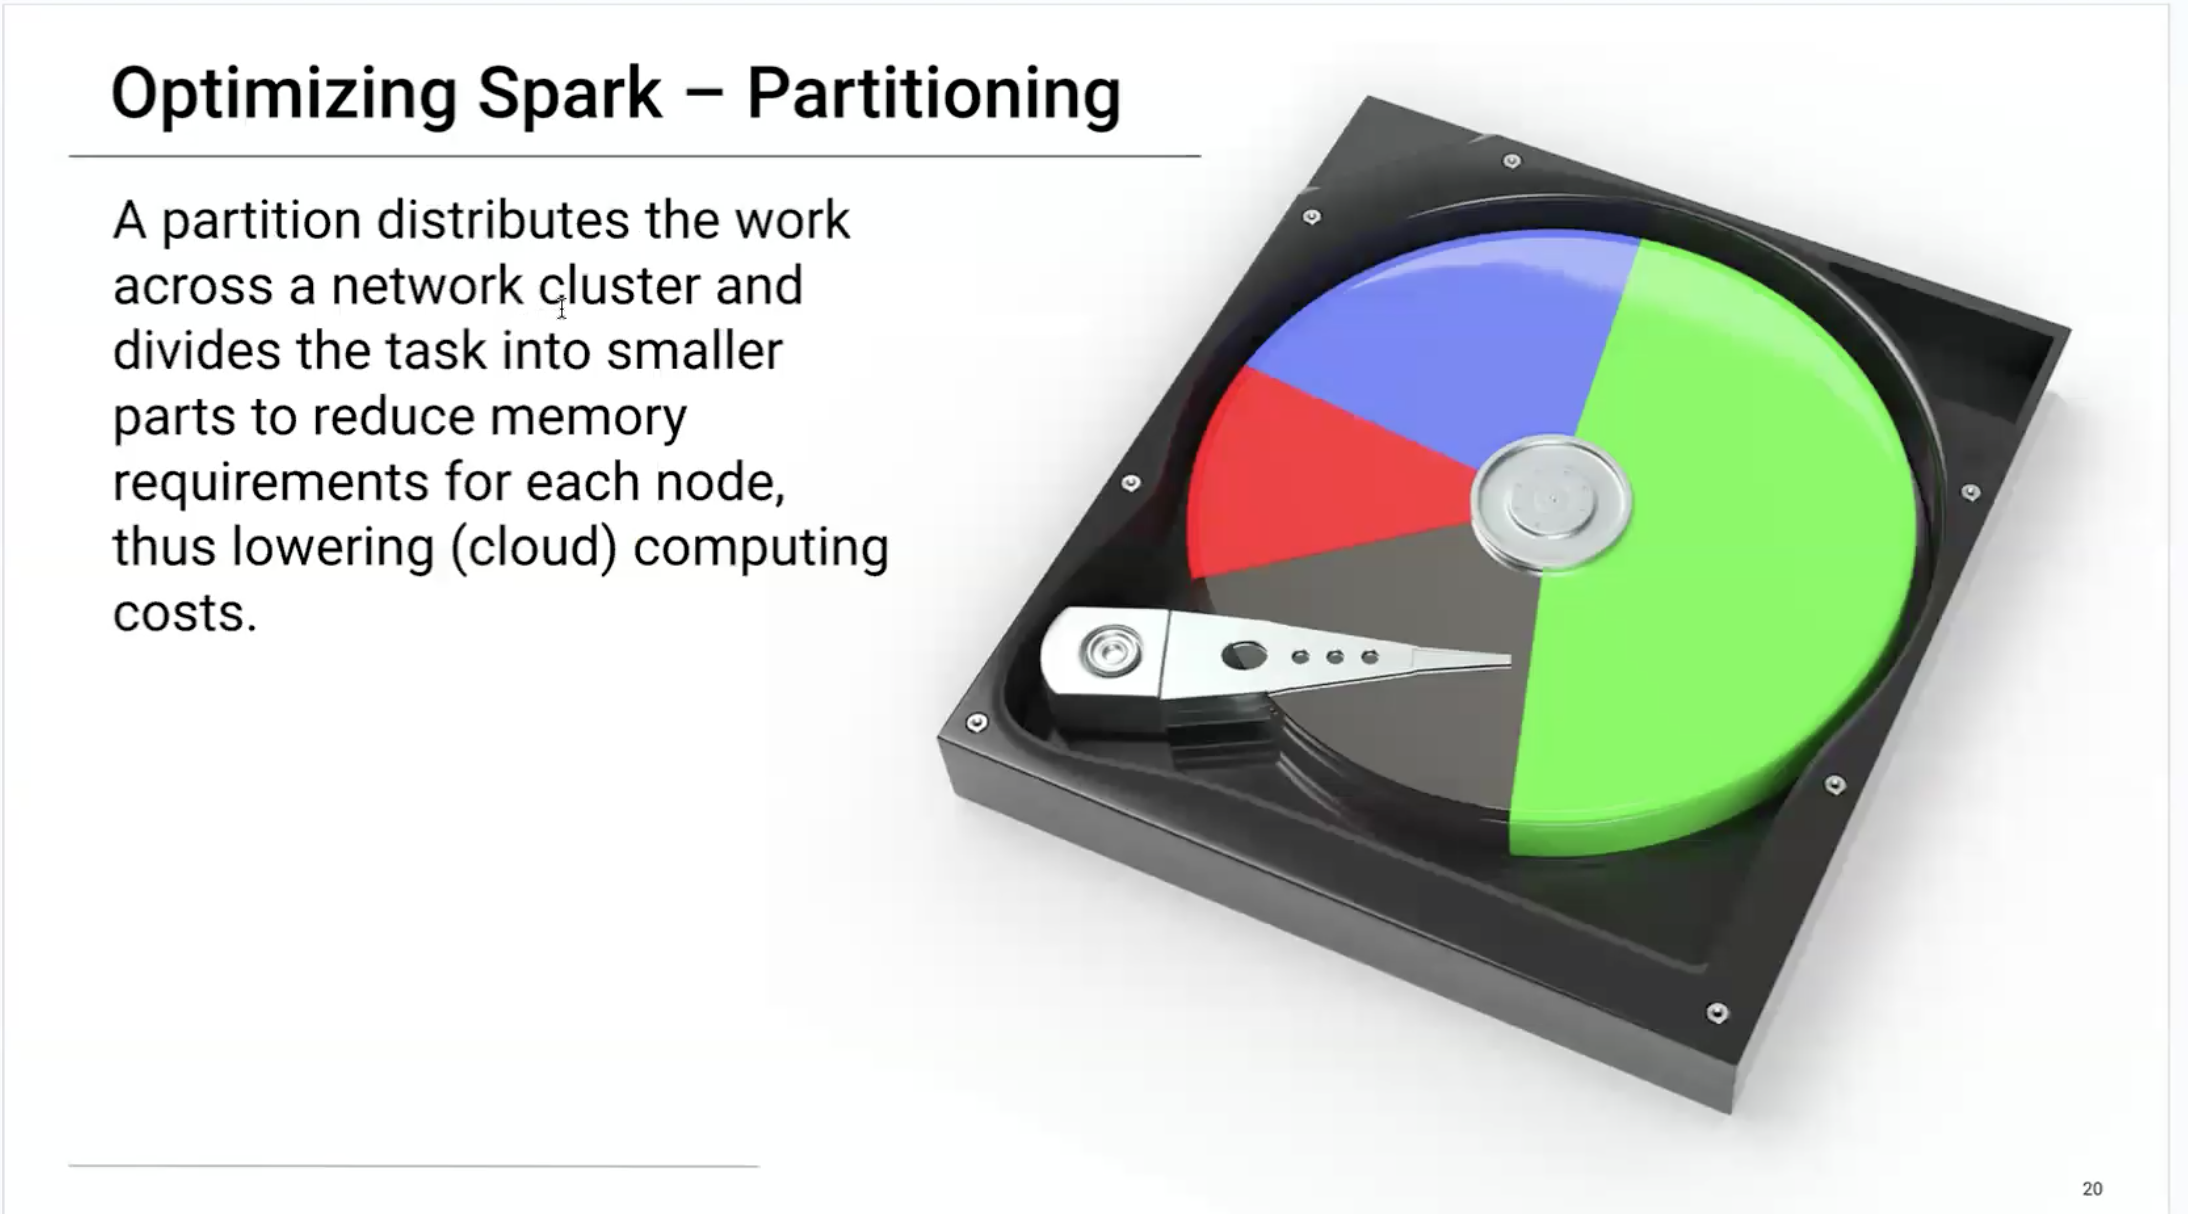 Optimizing Spark – Partitioning
A partition distributes the work
across a network cluster and
divides the task into smaller
parts to reduce memory
requirements for each node,
thus lowering (cloud) computing
costs.
20